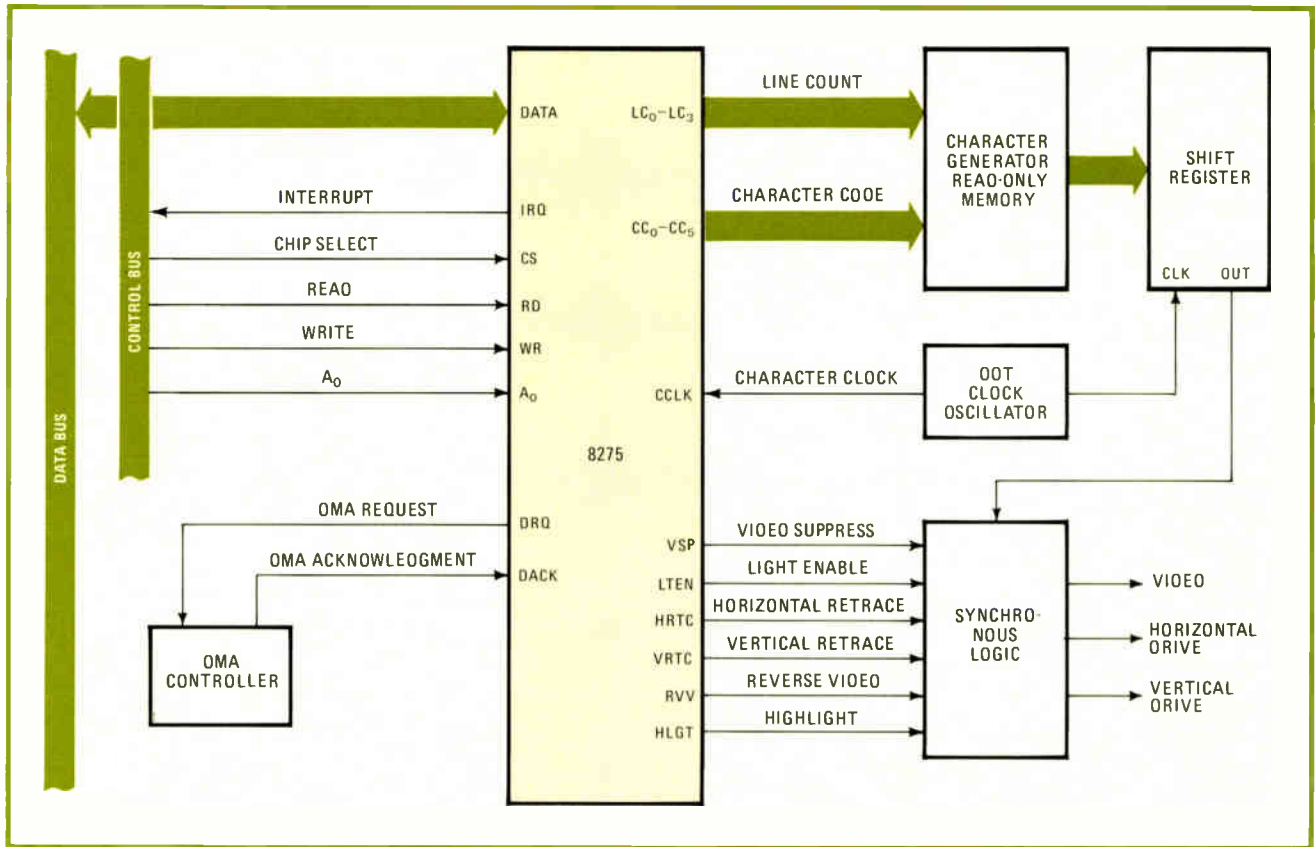 DATA BUS
CONTROL BUS
INTERRUPT
CHIP SELECT
REAO
WRITE
A₀
OMA REQUEST
OMA ACKNOWLEOGMENT
OMA
CONTROLLER
DATA
IRQ
CS
RD
WR
A₀
DRQ
DACK
8275
LC₀–LC₃
CC₀–CC₅
CCLK
VSP
LTEN
HRTC
VRTC
RVV
HLGT
LINE COUNT
CHARACTER COOE
CHARACTER CLOCK
VIDEO SUPPRESS
LIGHT ENABLE
HORIZONTAL RETRACE
VERTICAL RETRACE
REVERSE VIDEO
HIGHLIGHT
CHARACTER
GENERATOR
REAO-ONLY
MEMORY
SHIFT
REGISTER
CLK OUT
OOT
CLOCK
OSCILLATOR
SYNCHRO-
NOUS
LOGIC
VIDEO
HORIZONTAL
ORIVE
VERTICAL
ORIVE